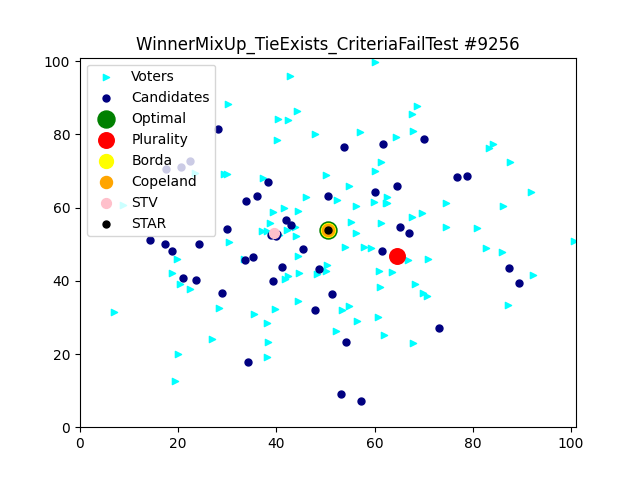 WinnerMixUp_TieExists_CriteriaFailTest #9256
100
80
60
40
20
0
Voters
Candidates
Optimal
Plurality
Borda
Copeland
STV
STAR
0 20 40 60 80 100